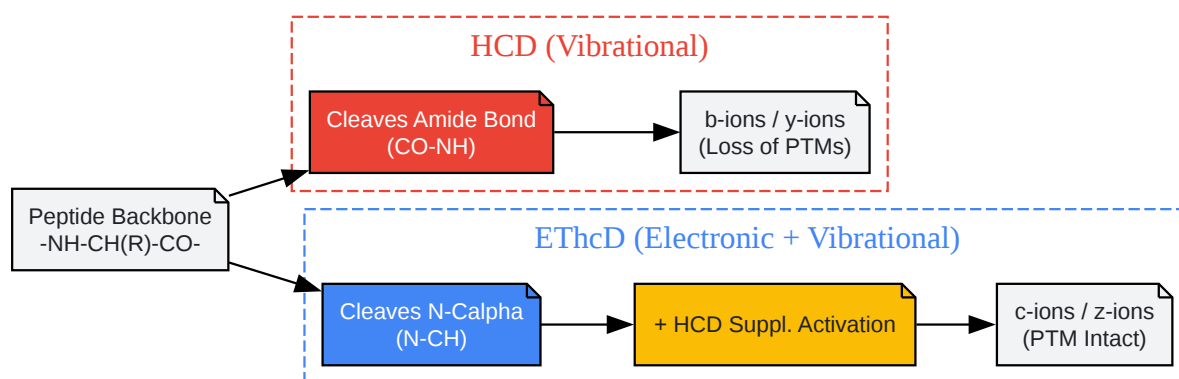 HCD (Vibrational)
Cleaves Amide Bond
(CO-NH)
b-ions / y-ions
(Loss of PTMs)
Peptide Backbone
-NH-CH(R)-CO-
EThcD (Electronic + Vibrational)
Cleaves N-Calpha
(N-CH)
+ HCD Suppl. Activation
c-ions / z-ions
(PTM Intact)